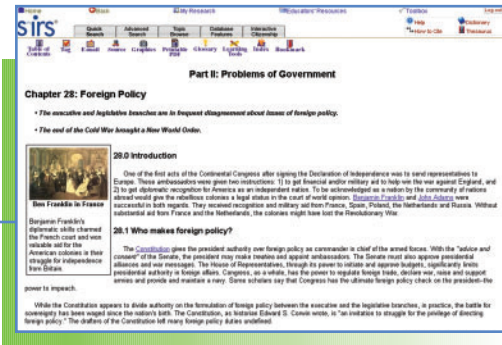 Home Back My Research Educators' Resources Toolbox Log out
sirs
Quick Search Advanced Search Topic Browse Database Features Interactive Citizenship
Help Dictionary
How to Cite Thesaurus
Table of Contents Tag E-mail Source Graphics Printable PDF Glossary Learning Tools Index Bookmark
Part II: Problems of Government
Chapter 28: Foreign Policy
• The executive and legislative branches are in frequent disagreement about issues of foreign policy.
• The end of the Cold War brought a New World Order.
28.0 Introduction
One of the first acts of the Continental Congress after signing the Declaration of Independence was to send representatives to
Europe. These ambassadors were given two instructions: 1) to get financial and/or military aid to help win the war against England, and
2) to get diplomatic recognition for America as an independent nation. To be acknowledged as a nation by the community of nations
abroad would give the rebellious colonies a legal status in the court of world opinion. Benjamin Franklin and John Adams were
successful in both regards. They received recognition and military aid from France, Spain, Poland, the Netherlands and Russia. Without
substantial aid from France and the Netherlands, the colonies might have lost the Revolutionary War.
Ben Franklin in France
Benjamin Franklin's
diplomatic skills charmed
the French court and won
valuable aid for the
American colonies in their
struggle for independence
from Britain.
28.1 Who makes foreign policy?
The Constitution gives the president authority over foreign policy as commander in chief of the armed forces. With the "advice and
consent" of the Senate, the president may make treaties and appoint ambassadors. The Senate must also approve presidential
alliances and war messages. The House of Representatives, through its power to initiate and approve budgets, significantly limits
presidential authority in foreign affairs. Congress, as a whole, has the power to regulate foreign trade, declare war, raise and support
armies and provide and maintain a navy. Some scholars say that Congress has the ultimate foreign policy check on the president–the
power to impeach.
While the Constitution appears to divide authority on the formulation of foreign policy between the executive and the legislative branches, in practice, the battle for
sovereignty has been waged since the nation's birth. The Constitution, as historian Edward S. Corwin wrote, is "an invitation to struggle for the privilege of directing
foreign policy." The drafters of the Constitution left many foreign policy duties undefined.